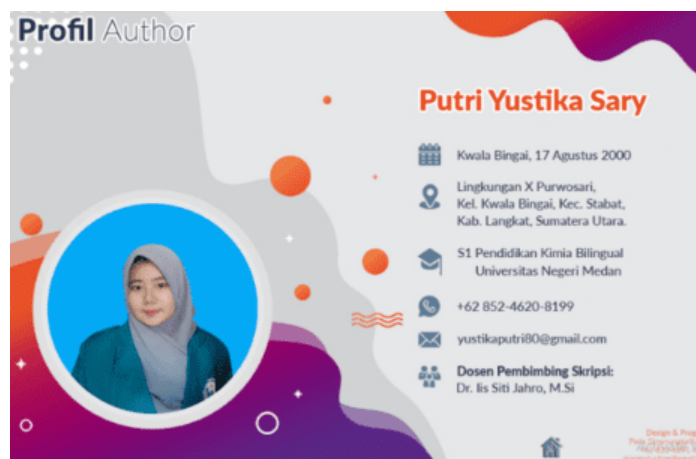 Profil Author
Putri Yustika Sary
Kwala Bingai, 17 Agustus 2000
Lingkungan X Purwosari,
Kel. Kwala Bingai, Kec. Stabat,
Kab. Langkat, Sumatera Utara.
S1 Pendidikan Kimia Bilingual
Universitas Negeri Medan
+62 852-4620-8199
yustikaputri80@gmail.com
Dosen Pembimbing Skripsi:
Dr. Iis Siti Jahro, M.Si
Design &